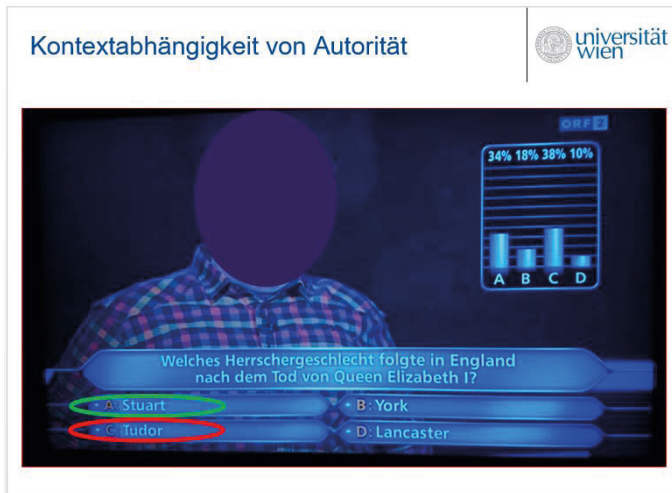 Kontextabhängigkeit von Autorität
universität
wien
ORF 2
34% 18% 38% 10%
A B C D
Welches Herrschergeschlecht folgte in England
nach dem Tod von Queen Elizabeth I?
A: Stuart
B: York
C: Tudor
D: Lancaster